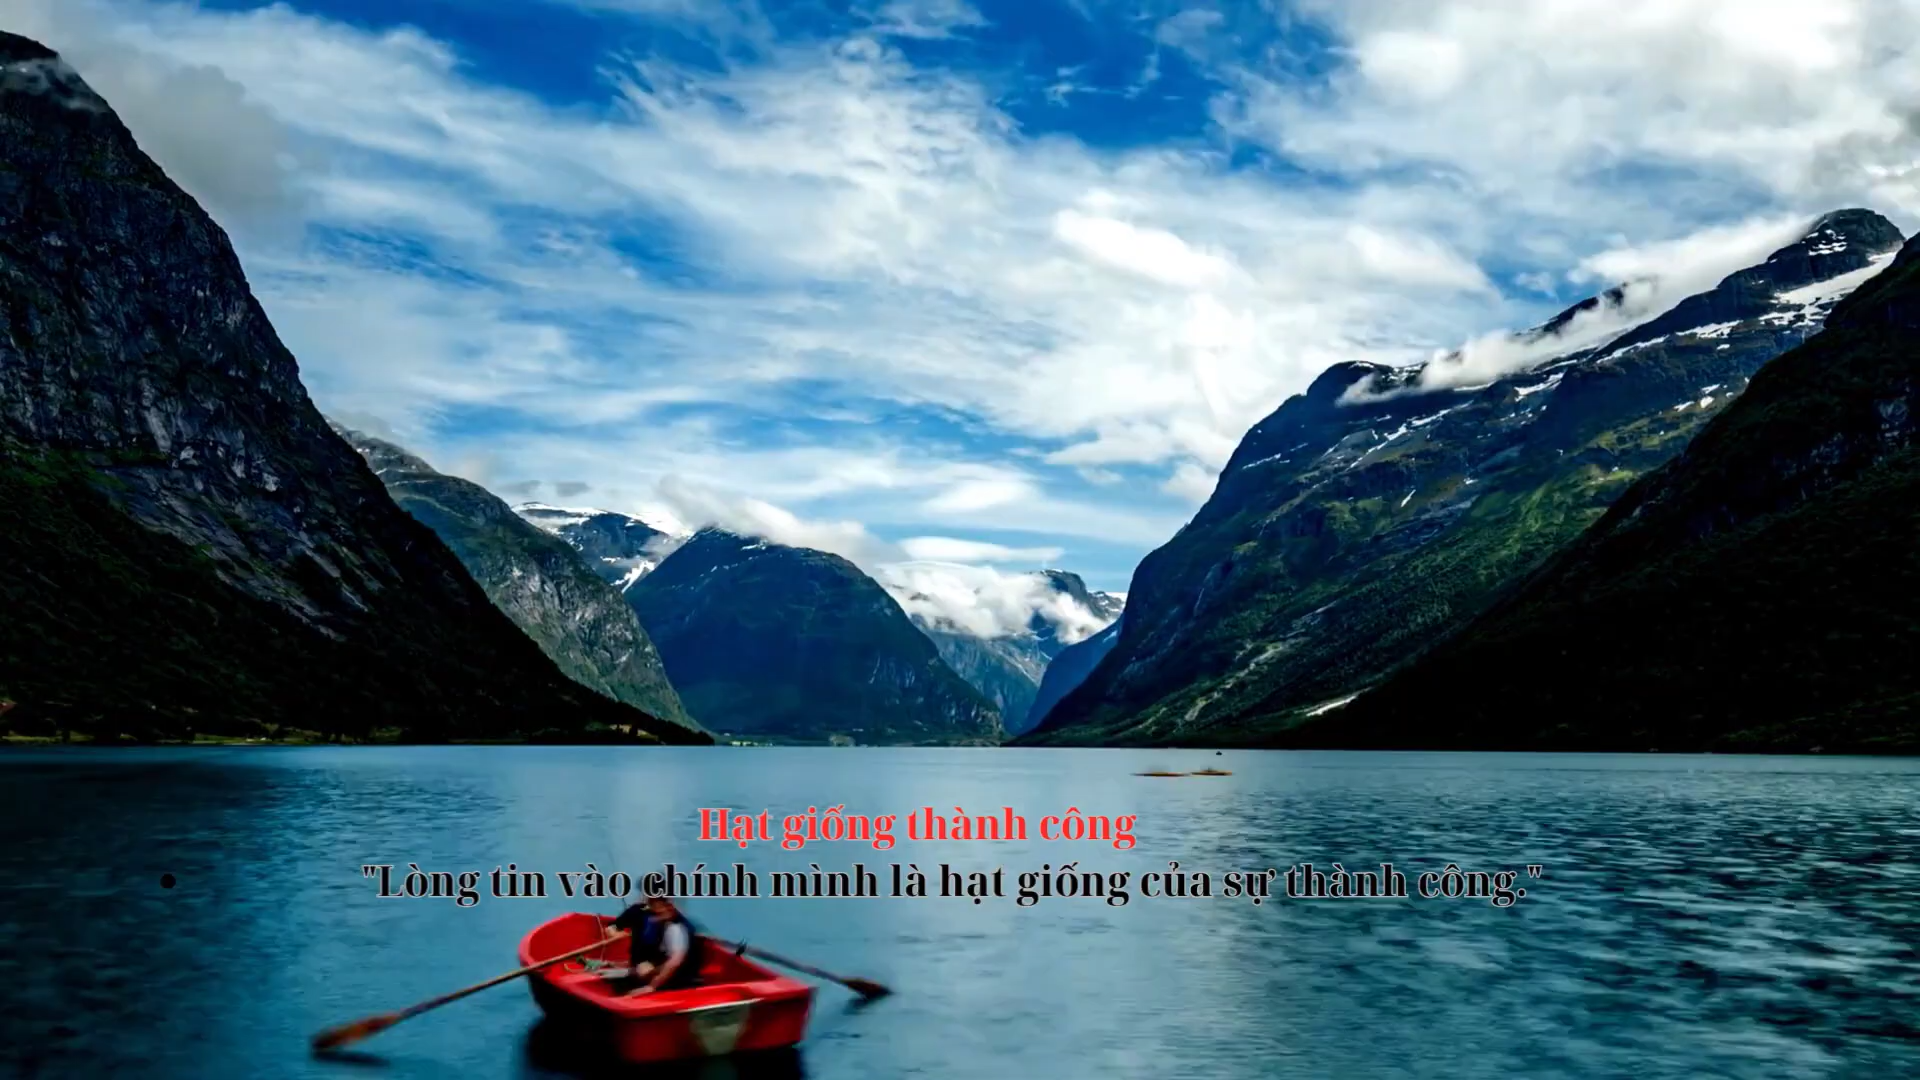 Hạt giống thành công
• "Lòng tin vào chính mình là hạt giống của sự thành công."